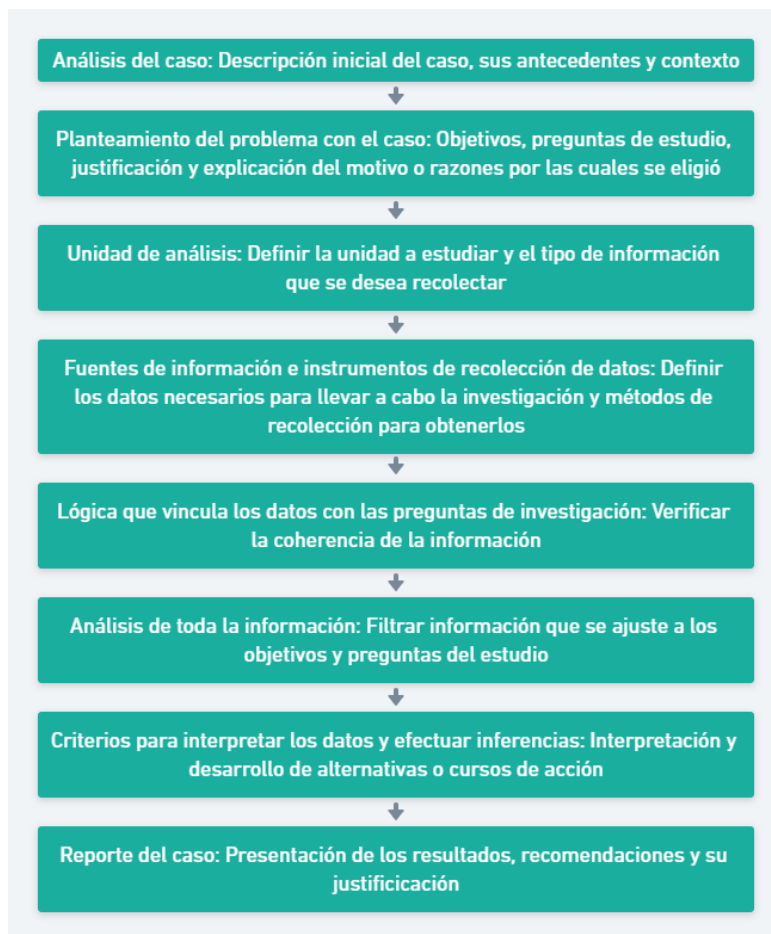 Análisis del caso: Descripción inicial del caso, sus antecedentes y contexto
Planteamiento del problema con el caso: Objetivos, preguntas de estudio,
justificación y explicación del motivo o razones por las cuales se eligió
Unidad de análisis: Definir la unidad a estudiar y el tipo de información
que se desea recolectar
Fuentes de información e instrumentos de recolección de datos: Definir
los datos necesarios para llevar a cabo la investigación y métodos de
recolección para obtenerlos
Lógica que vincula los datos con las preguntas de investigación: Verificar
la coherencia de la información
Análisis de toda la información: Filtrar información que se ajuste a los
objetivos y preguntas del estudio
Criterios para interpretar los datos y efectuar inferencias: Interpretación y
desarrollo de alternativas o cursos de acción
Reporte del caso: Presentación de los resultados, recomendaciones y su
justificicación